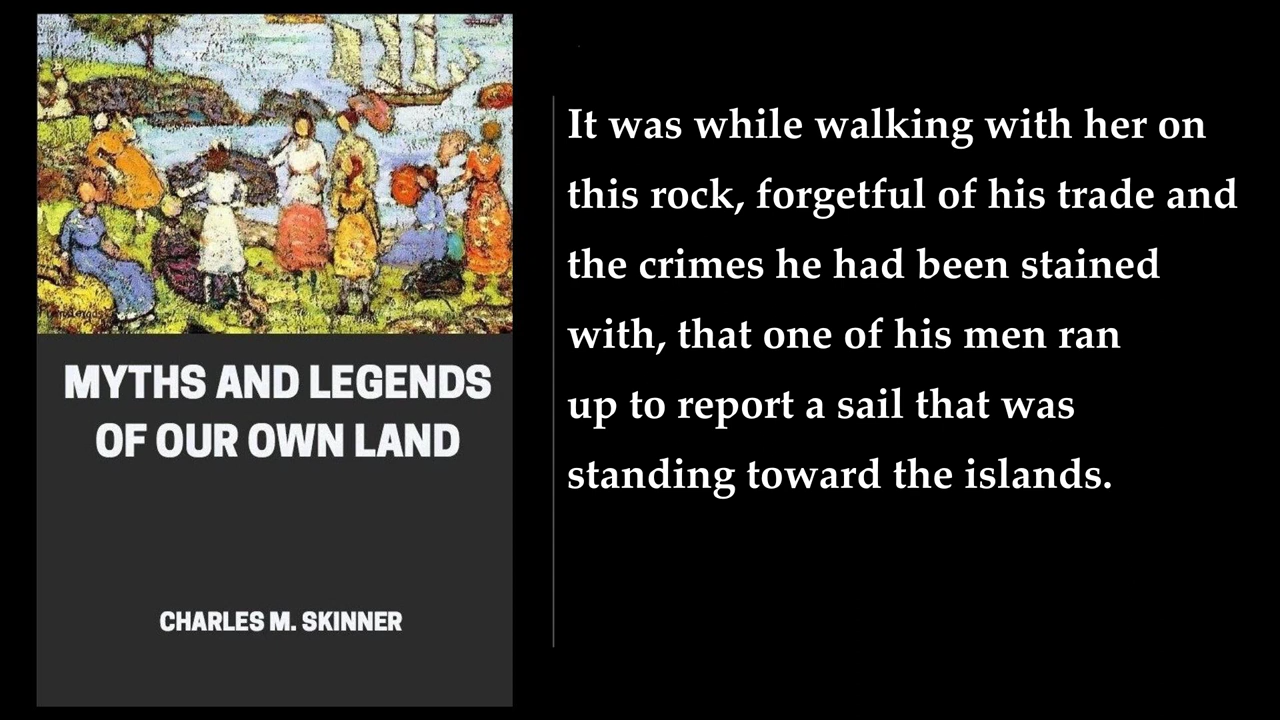 MYTHS AND LEGENDS
OF OUR OWN LAND
CHARLES M. SKINNER
It was while walking with her on
this rock, forgetful of his trade and
the crimes he had been stained
with, that one of his men ran
up to report a sail that was
standing toward the islands.